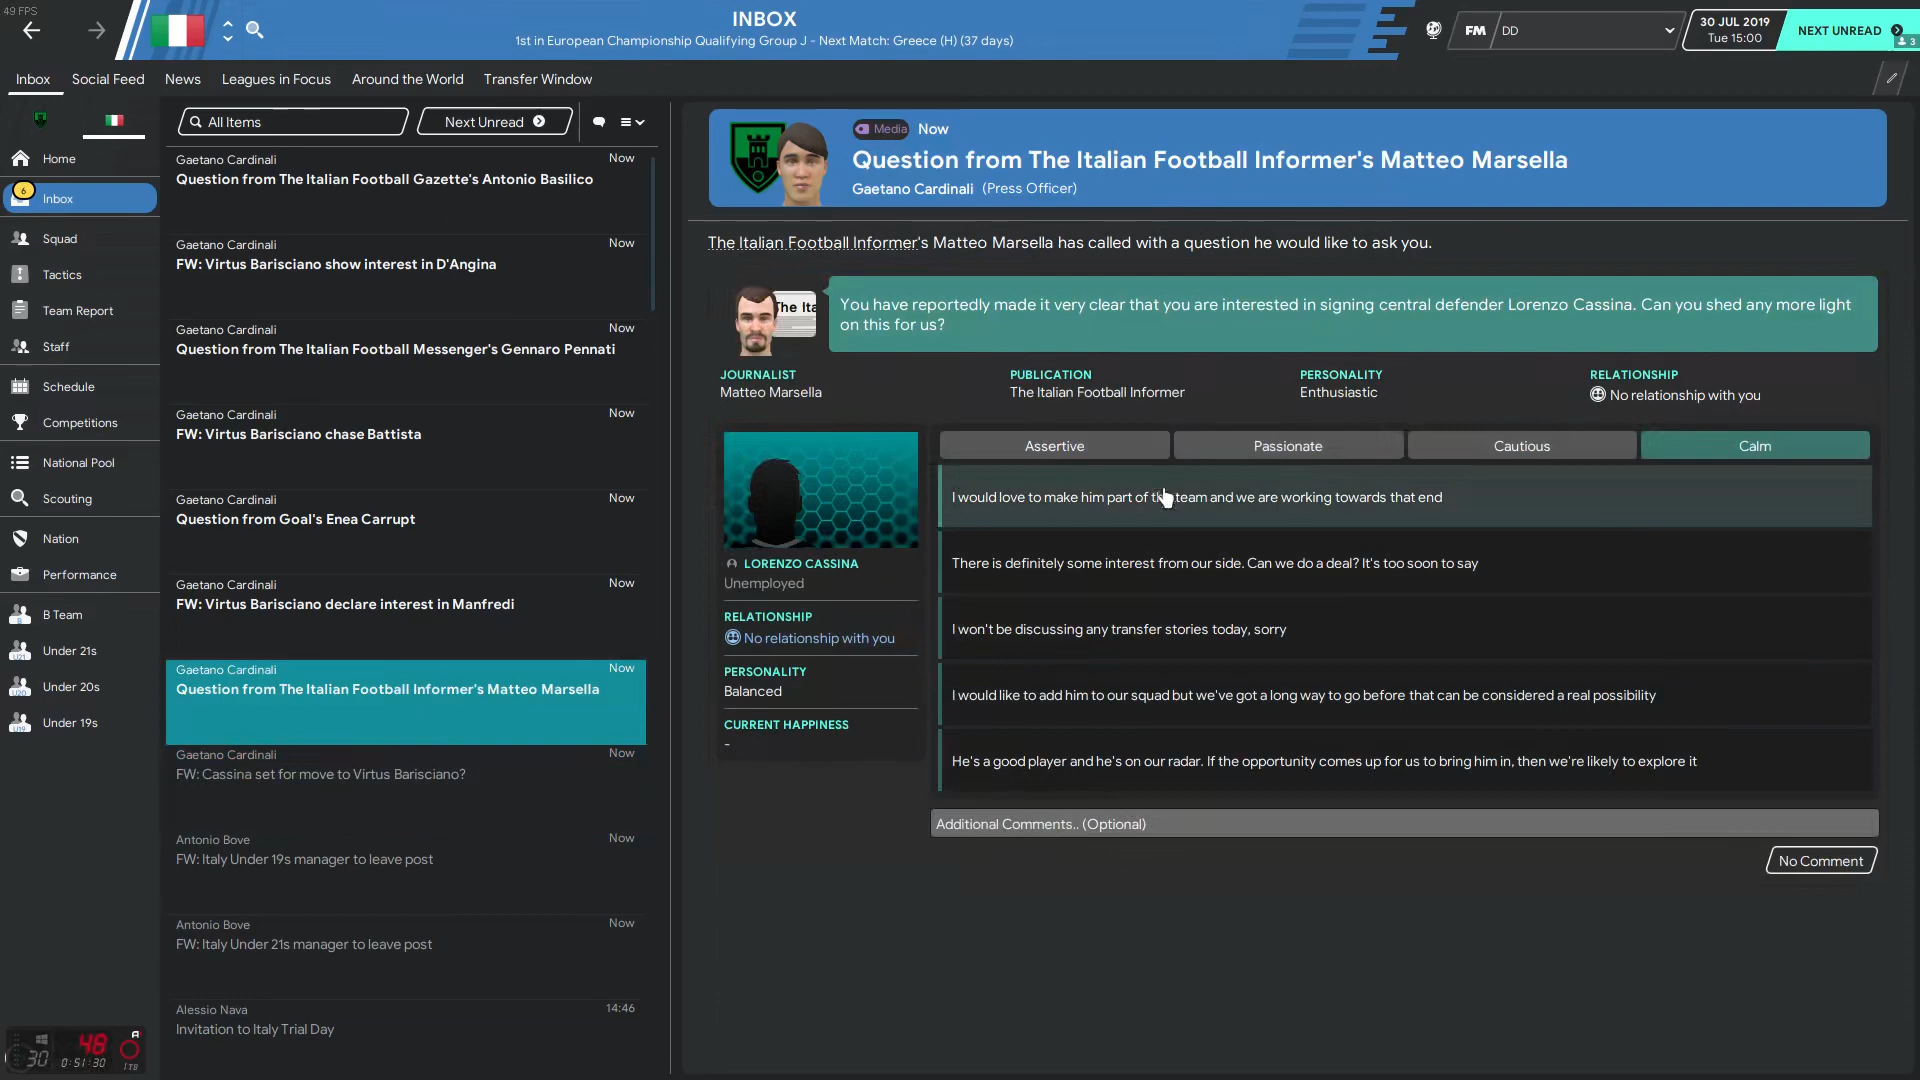 49 FPS
INBOX
1st in European Championship Qualifying Group J - Next Match: Greece (H) (37 days)
FM
DD
30 JUL 2019
Tue 15:00
NEXT UNREAD
3
Inbox
Social Feed
News
Leagues in Focus
Around the World
Transfer Window
Home
6
Inbox
Squad
Tactics
Team Report
Staff
Schedule
Competitions
National Pool
Scouting
Nation
Performance
B Team
Under 21s
Under 20s
Under 19s
All Items
Next Unread
Gaetano Cardinali
Now
Question from The Italian Football Gazette's Antonio Basilico
Gaetano Cardinali
Now
FW: Virtus Barisciano show interest in D'Angina
Gaetano Cardinali
Now
Question from The Italian Football Messenger's Gennaro Pennati
Gaetano Cardinali
Now
FW: Virtus Barisciano chase Battista
Gaetano Cardinali
Now
Question from Goal's Enea Carrupt
Gaetano Cardinali
Now
FW: Virtus Barisciano declare interest in Manfredi
Gaetano Cardinali
Now
Question from The Italian Football Informer's Matteo Marsella
Gaetano Cardinali
Now
FW: Cassina set for move to Virtus Barisciano?
Antonio Bove
Now
FW: Italy Under 19s manager to leave post
Antonio Bove
Now
FW: Italy Under 21s manager to leave post
Alessio Nava
14:46
Invitation to Italy Trial Day
Media
Now
Question from The Italian Football Informer's Matteo Marsella
Gaetano Cardinali (Press Officer)
The Italian Football Informer's Matteo Marsella has called with a question he would like to ask you.
The Ita
You have reportedly made it very clear that you are interested in signing central defender Lorenzo Cassina. Can you shed any more light
on this for us?
JOURNALIST
Matteo Marsella
PUBLICATION
The Italian Football Informer
PERSONALITY
Enthusiastic
RELATIONSHIP
No relationship with you
LORENZO CASSINA
Unemployed
RELATIONSHIP
No relationship with you
PERSONALITY
Balanced
CURRENT HAPPINESS
-
Assertive
Passionate
Cautious
Calm
I would love to make him part of the team and we are working towards that end
There is definitely some interest from our side. Can we do a deal? It's too soon to say
I won't be discussing any transfer stories today, sorry
I would like to add him to our squad but we've got a long way to go before that can be considered a real possibility
He's a good player and he's on our radar. If the opportunity comes up for us to bring him in, then we're likely to explore it
Additional Comments.. (Optional)
No Comment
48
30
0:51:30
A
1TB